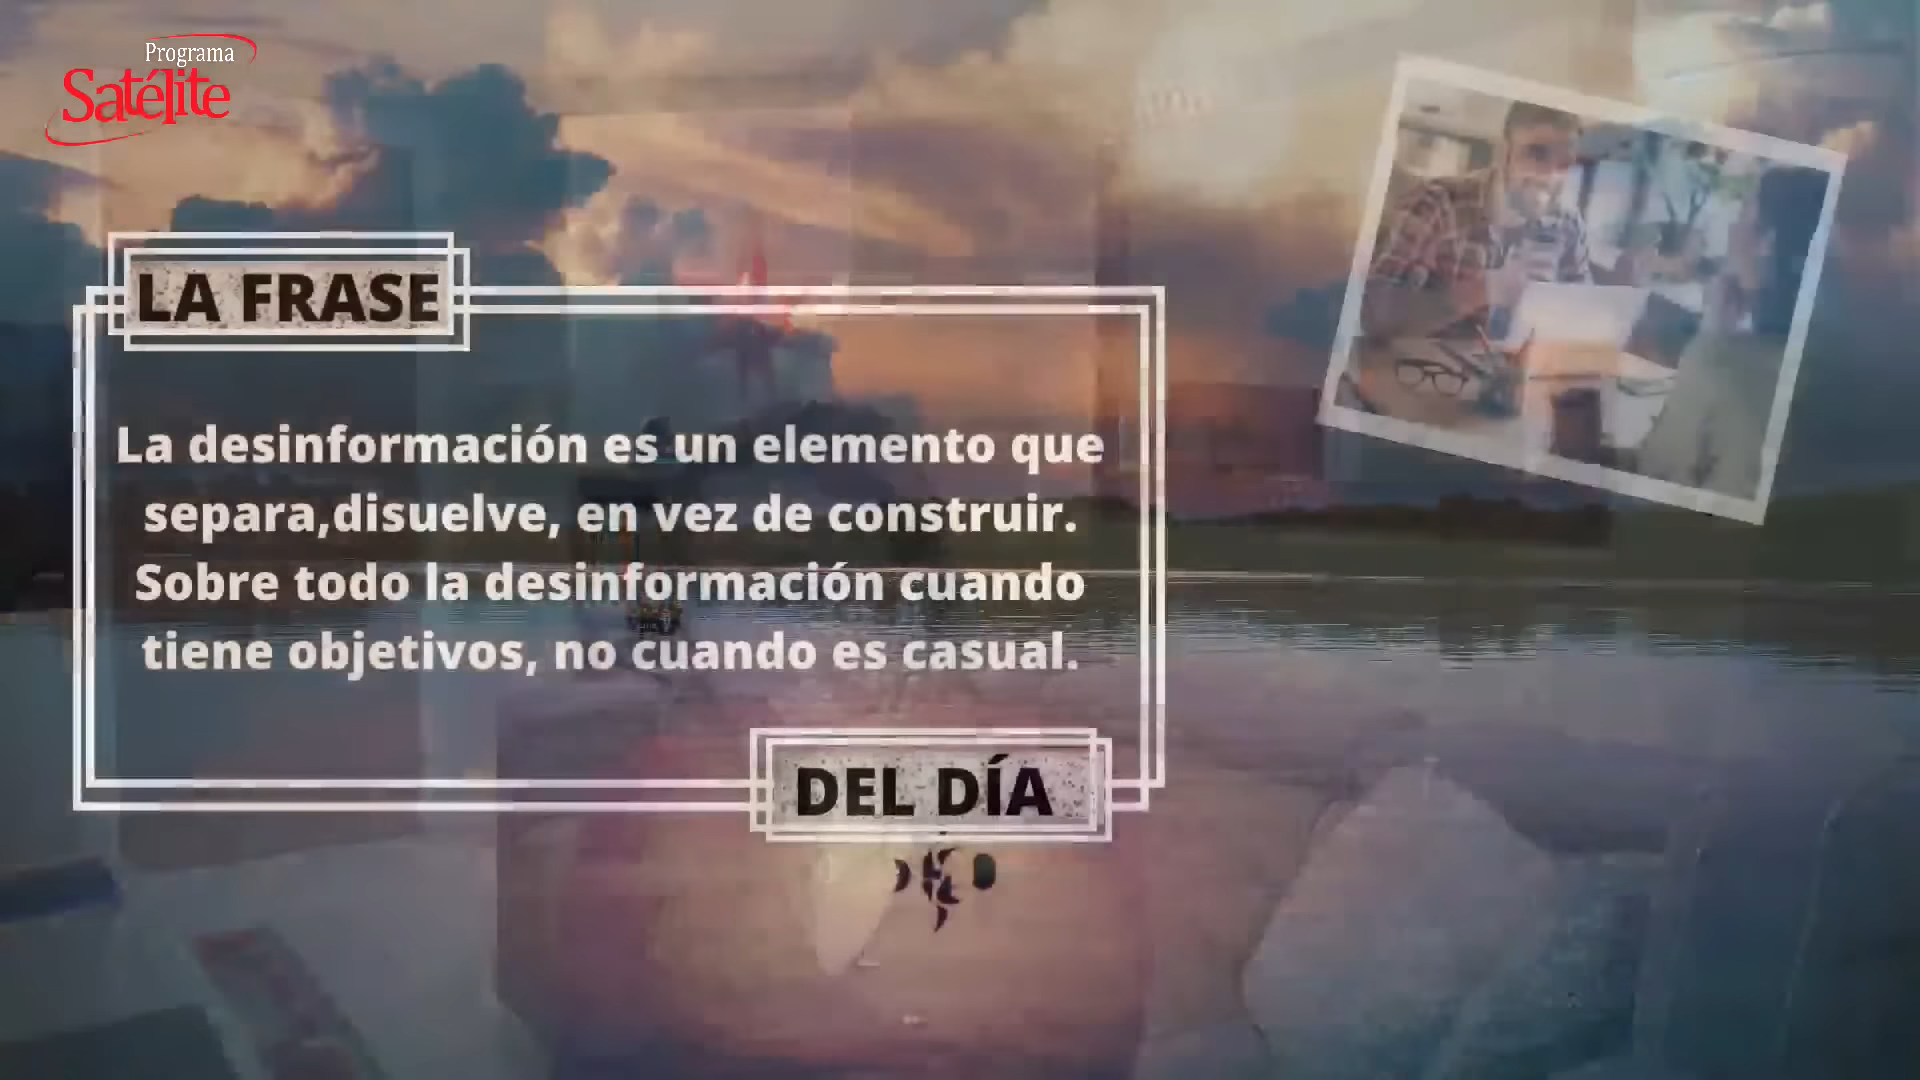 Programa
Satélite
LA FRASE
La desinformación es un elemento que
separa,disuelve, en vez de construir.
Sobre todo la desinformación cuando
tiene objetivos, no cuando es casual.
DEL DÍA